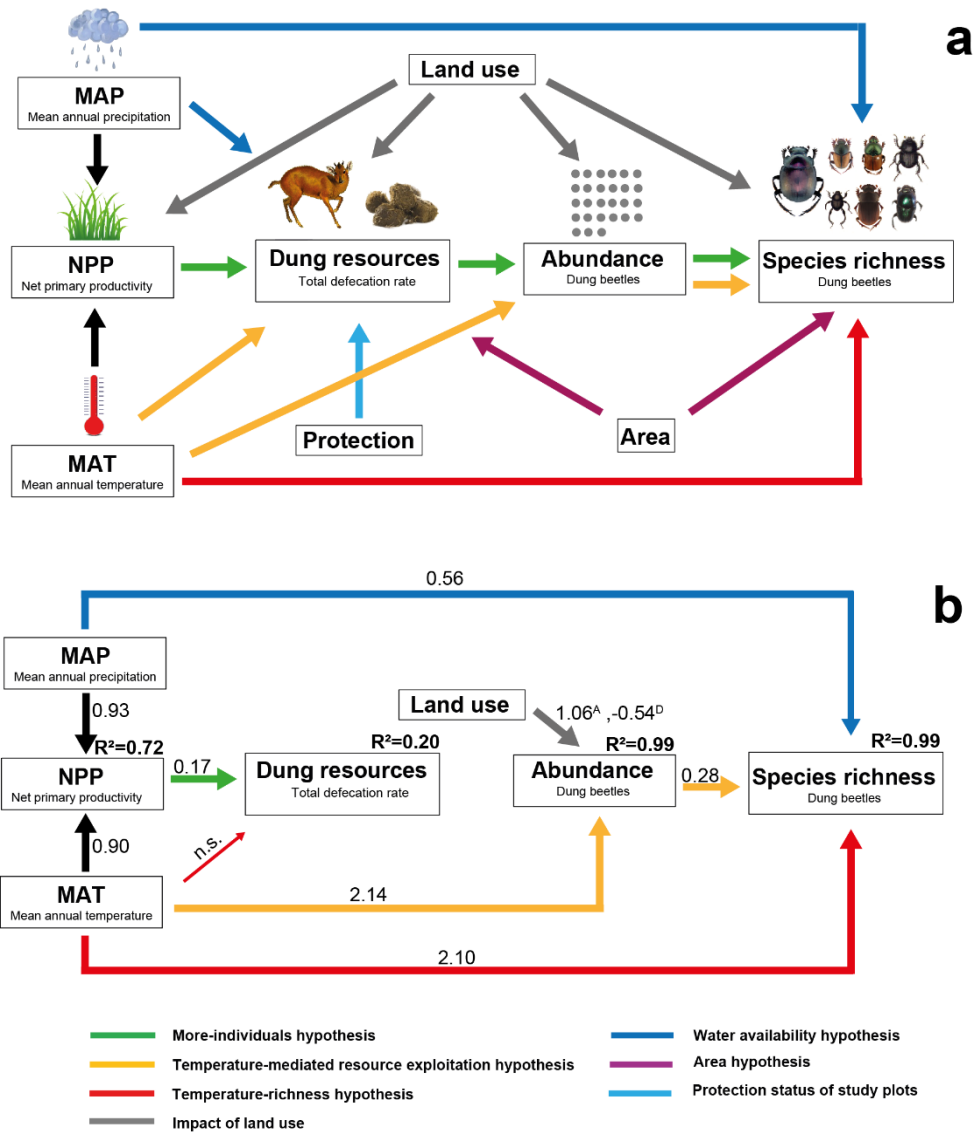 a
Land use
MAP
Mean annual precipitation
NPP
Net primary productivity
Dung resources
Total defecation rate
Abundance
Dung beetles
Species richness
Dung beetles
Protection
Area
MAT
Mean annual temperature
0.56
b
MAP
Mean annual precipitation
0.93
Land use
1.06ᴬ ,-0.54ᴰ
R²=0.72
R²=0.20
R²=0.99
R²=0.99
NPP
Net primary productivity
0.17
Dung resources
Total defecation rate
Abundance
Dung beetles
0.28
Species richness
Dung beetles
0.90
n.s.
MAT
Mean annual temperature
2.14
2.10
More-individuals hypothesis
Temperature-mediated resource exploitation hypothesis
Temperature-richness hypothesis
Impact of land use
Water availability hypothesis
Area hypothesis
Protection status of study plots